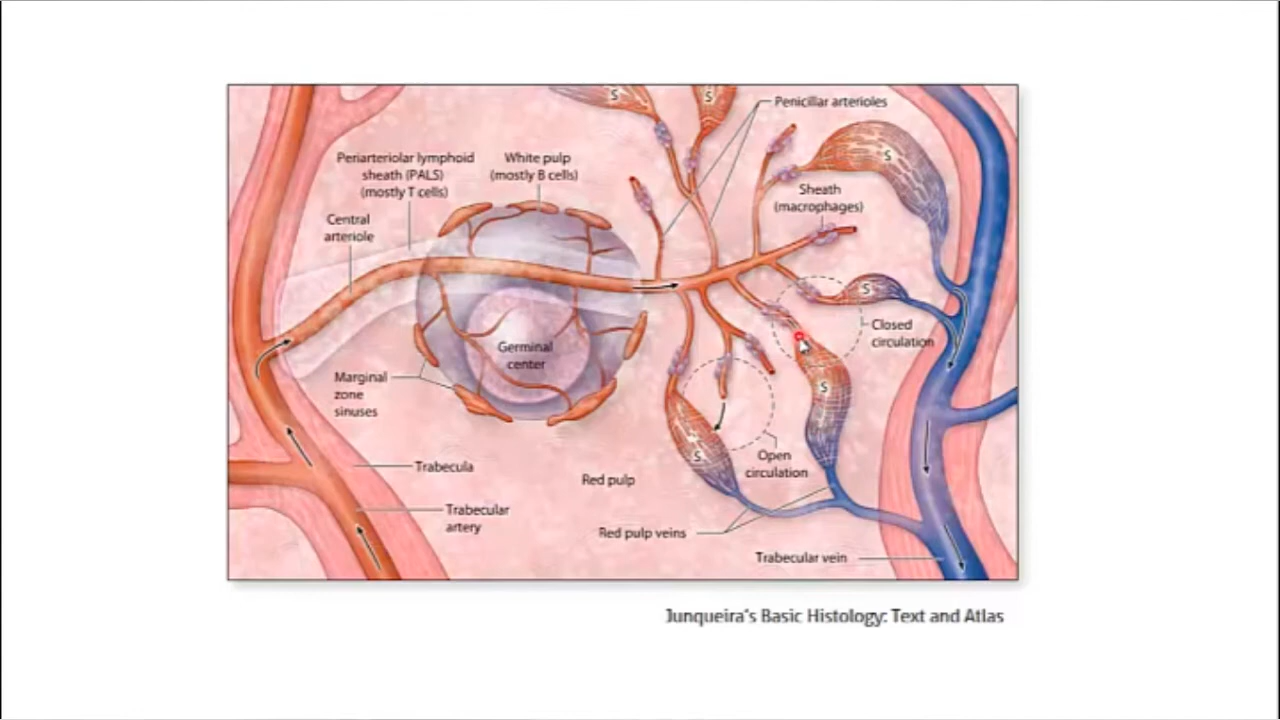 S
S
Penicillar arterioles
Periarteriolar lymphoid
sheath (PALS)
(mostly T cells)
White pulp
(mostly B cells)
S
Sheath
(macrophages)
Central
arteriole
S
Closed
circulation
Germinal
center
Marginal
zone
sinuses
S
S
Open
circulation
Trabecula
Red pulp
Trabecular
artery
Red pulp veins
Trabecular vein
Junqueira's Basic Histology: Text and Atlas